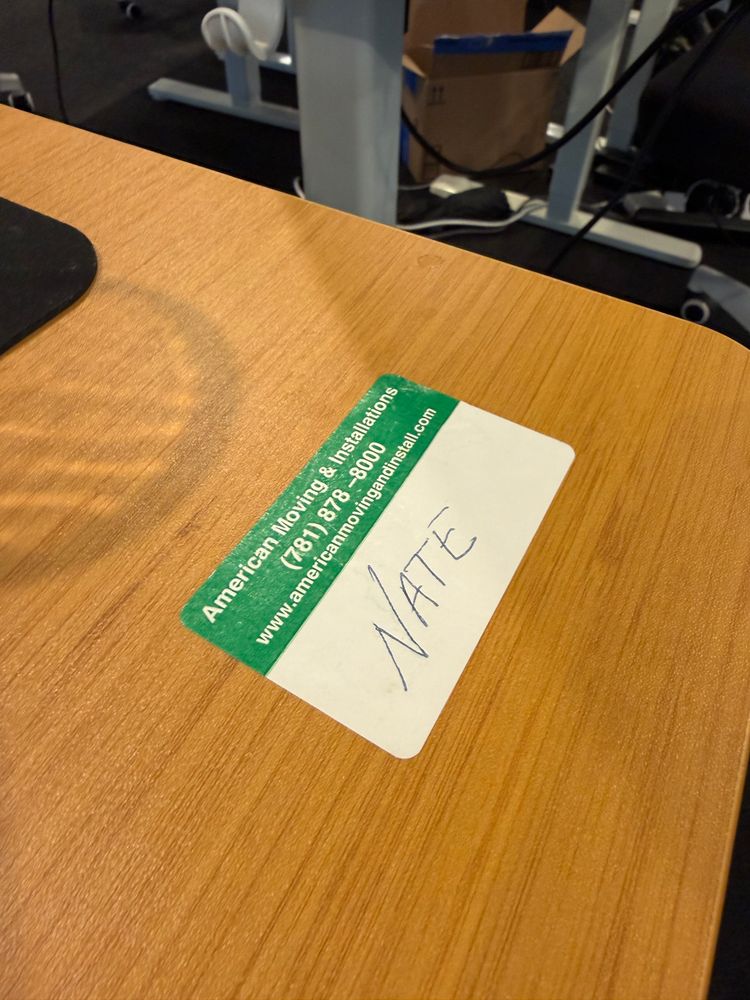 American Moving & Installations
(781) 878 –8000
www.americanmovingandinstall.com
NATE